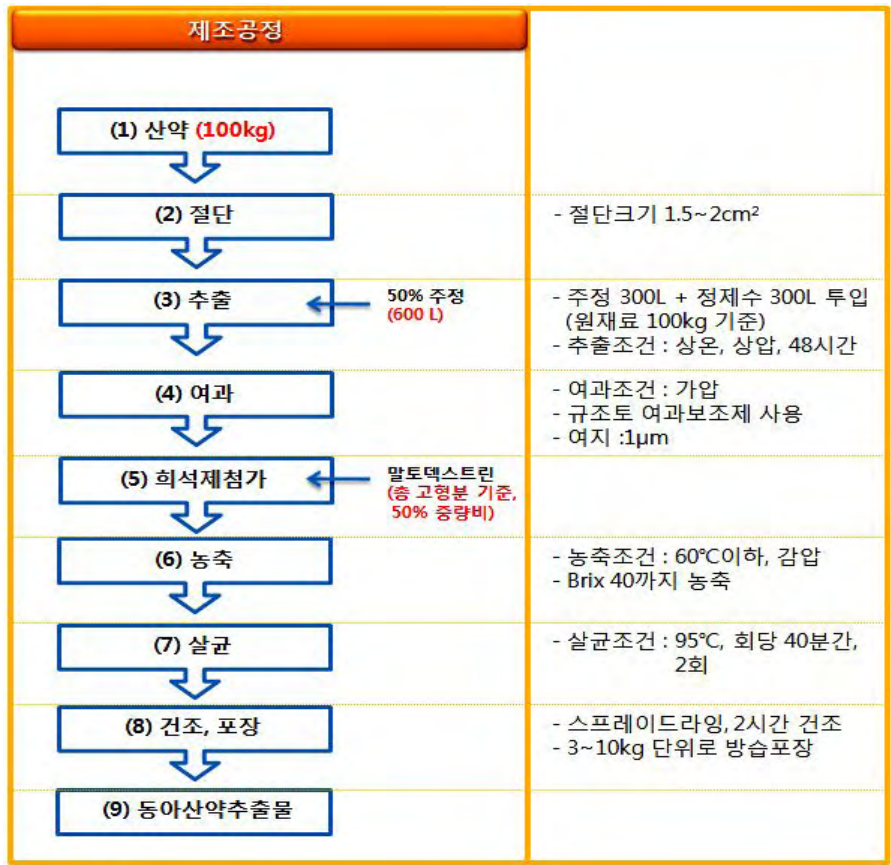 제조공정
(1) 산약 (100kg)
(2) 절단
- 절단크기 1.5~2cm²
(3) 추출
50% 주정
(600 L)
- 주정 300L + 정제수 300L 투입
(원재료 100kg 기준)
- 추출조건 : 상온, 상압, 48시간
(4) 여과
- 여과조건 : 가압
- 규조토 여과보조제 사용
- 여지 :1μm
(5) 희석제첨가
말토덱스트린
(총 고형분 기준,
50% 중량비)
(6) 농축
- 농축조건 : 60℃이하, 감압
- Brix 40까지 농축
(7) 살균
- 살균조건 : 95℃, 회당 40분간,
2회
(8) 건조, 포장
- 스프레이드라잉, 2시간 건조
- 3~10kg 단위로 방습포장
(9) 동아산약추출물